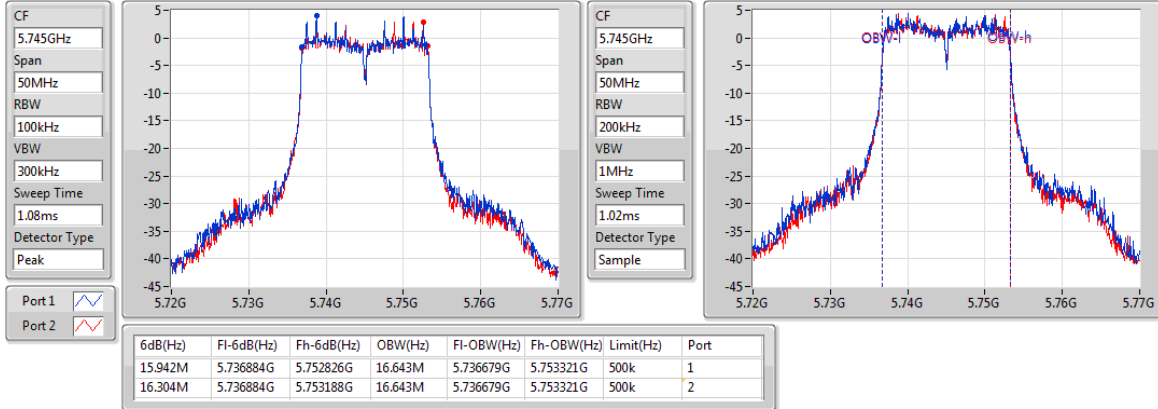 CF
5.745GHz
Span
50MHz
RBW
100kHz
VBW
300kHz
Sweep Time
1.08ms
Detector Type
Peak
Port 1
Port 2
5
0
-5
-10
-15
-20
-25
-30
-35
-40
-45
5.72G 5.73G 5.74G 5.75G 5.76G 5.77G
CF
5.745GHz
Span
50MHz
RBW
200kHz
VBW
1MHz
Sweep Time
1.02ms
Detector Type
Sample
5
0
-5
-10
-15
-20
-25
-30
-35
-40
-45
OBW-l OBW-h
5.72G 5.73G 5.74G 5.75G 5.76G 5.77G
6dB(Hz) Fl-6dB(Hz) Fh-6dB(Hz) OBW(Hz) Fl-OBW(Hz) Fh-OBW(Hz) Limit(Hz) Port
15.942M 5.736884G 5.752826G 16.643M 5.736679G 5.753321G 500k 1
16.304M 5.736884G 5.753188G 16.643M 5.736679G 5.753321G 500k 2